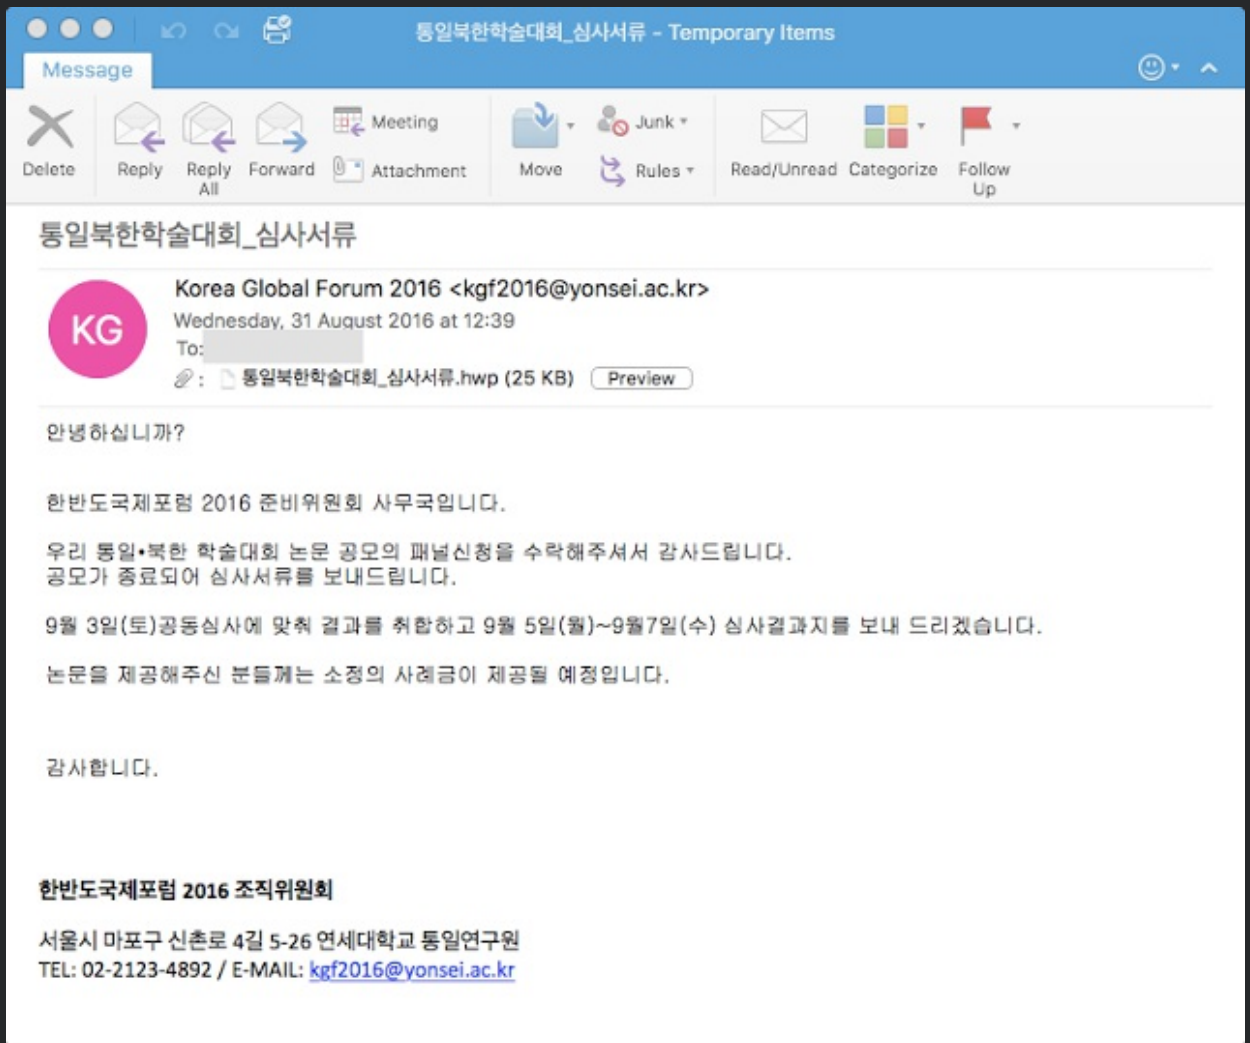 통일북한학술대회_심사서류 – Temporary Items
Message
Delete
Reply
Reply All
Forward
Meeting
Attachment
Move
Junk
Rules
Read/Unread
Categorize
Follow Up
통일북한학술대회_심사서류
KG
Korea Global Forum 2016 <kgf2016@yonsei.ac.kr>
Wednesday, 31 August 2016 at 12:39
To:
: 통일북한학술대회_심사서류.hwp (25 KB) Preview
안녕하십니까?
한반도국제포럼 2016 준비위원회 사무국입니다.
우리 통일•북한 학술대회 논문 공모의 패널신청을 수락해주셔서 감사드립니다.
공모가 종료되어 심사서류를 보내드립니다.
9월 3일(토)공동심사에 맞춰 결과를 취합하고 9월 5일(월)~9월7일(수) 심사결과지를 보내 드리겠습니다.
논문을 제공해주신 분들께는 소정의 사례금이 제공될 예정입니다.
감사합니다.
한반도국제포럼 2016 조직위원회
서울시 마포구 신촌로 4길 5-26 연세대학교 통일연구원
TEL: 02-2123-4892 / E-MAIL: kgf2016@yonsei.ac.kr